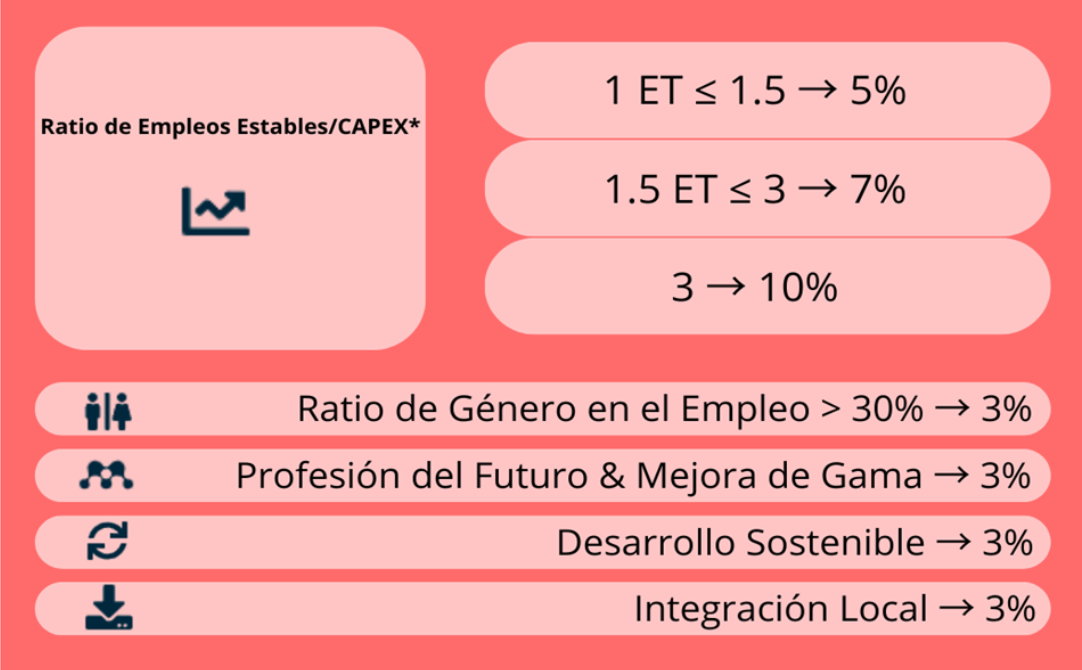 Ratio de Empleos Estables/CAPEX*
1 ET ≤ 1.5 → 5%
1.5 ET ≤ 3 → 7%
3 → 10%
Ratio de Género en el Empleo > 30% → 3%
Profesión del Futuro & Mejora de Gama → 3%
Desarrollo Sostenible → 3%
Integración Local → 3%